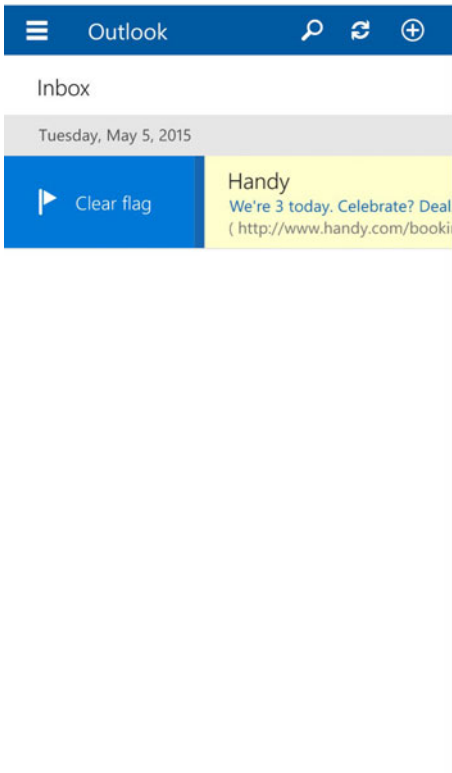 Outlook
Inbox
Tuesday, May 5, 2015
Clear flag
Handy
We're 3 today. Celebrate? Deal
( http://www.handy.com/booki